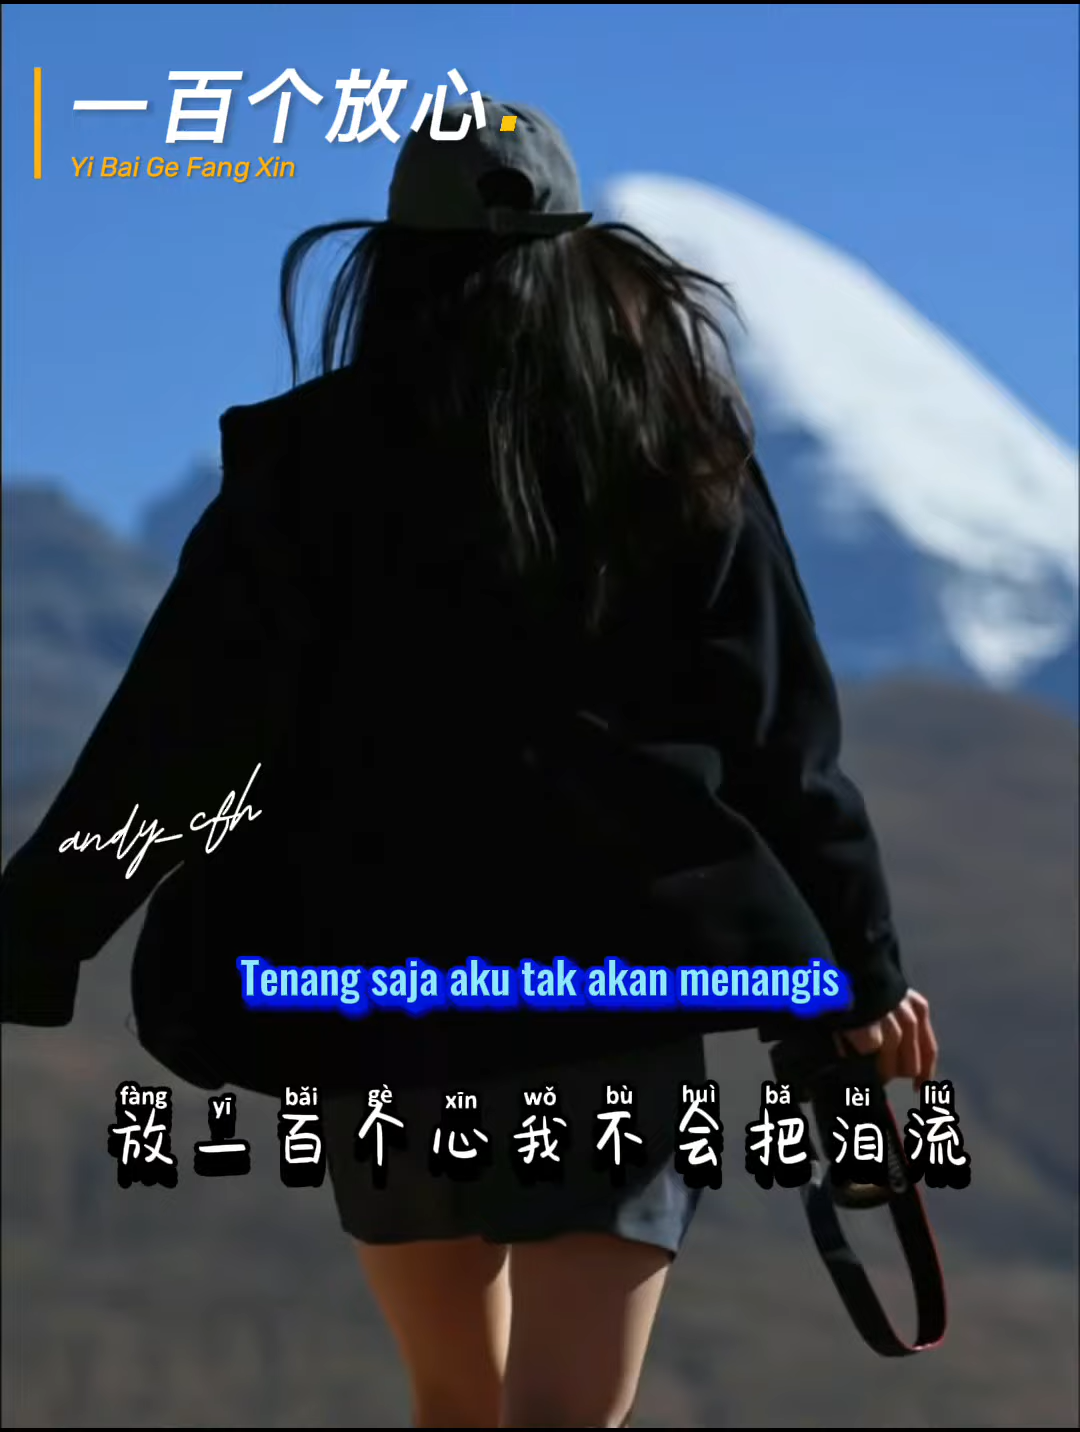 一百个放心.
Yi Bai Ge Fang Xin
andy_cfh
Tenang saja aku tak akan menangis
fàng yī bǎi gè xīn wǒ bù huì bǎ lèi liú
放一百个心我不会把泪流